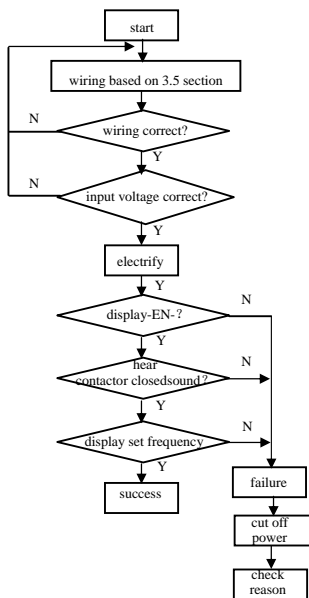 start
wiring based on 3.5 section
N
wiring correct?
Y
N
input voltage correct?
Y
electrify
Y
N
display-EN-?
Y
hear
N
contactor closedsound?
Y
N
display set frequency
Y
success
failure
cut off
power
check
reason